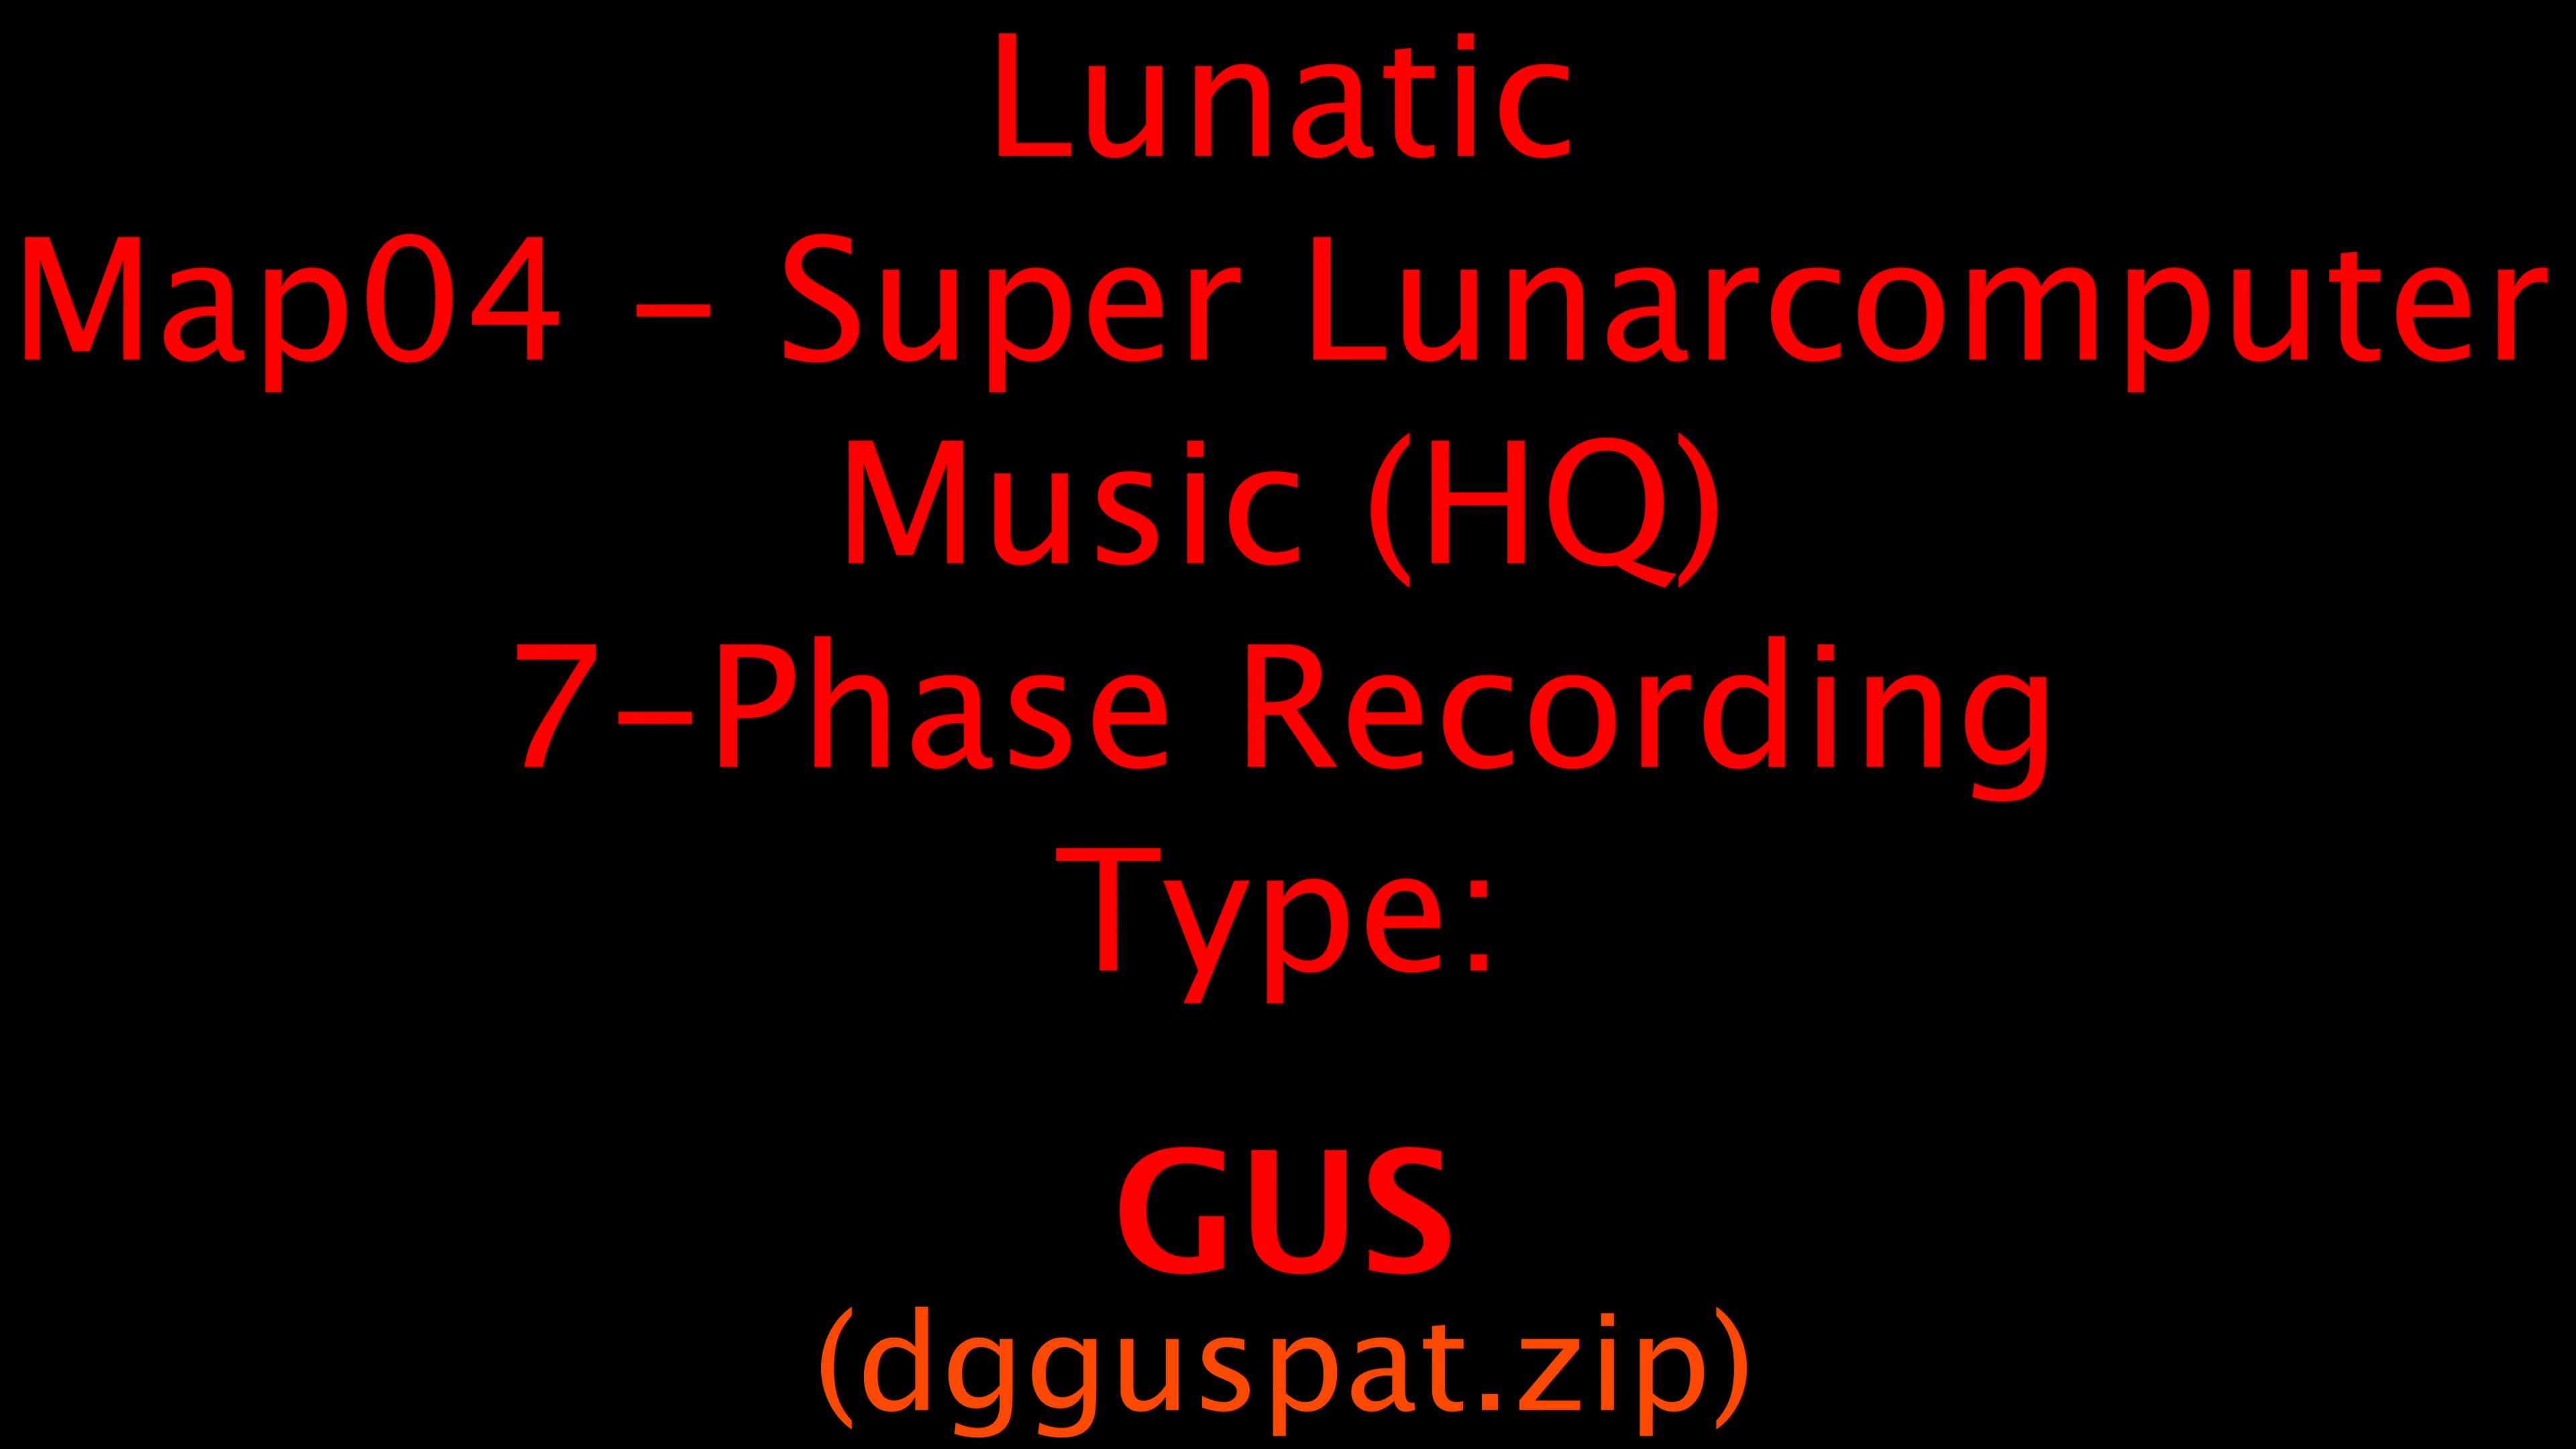 Lunatic
Map04 - Super Lunarcomputer
Music (HQ)
7-Phase Recording
Type:
GUS
(dgguspat.zip)